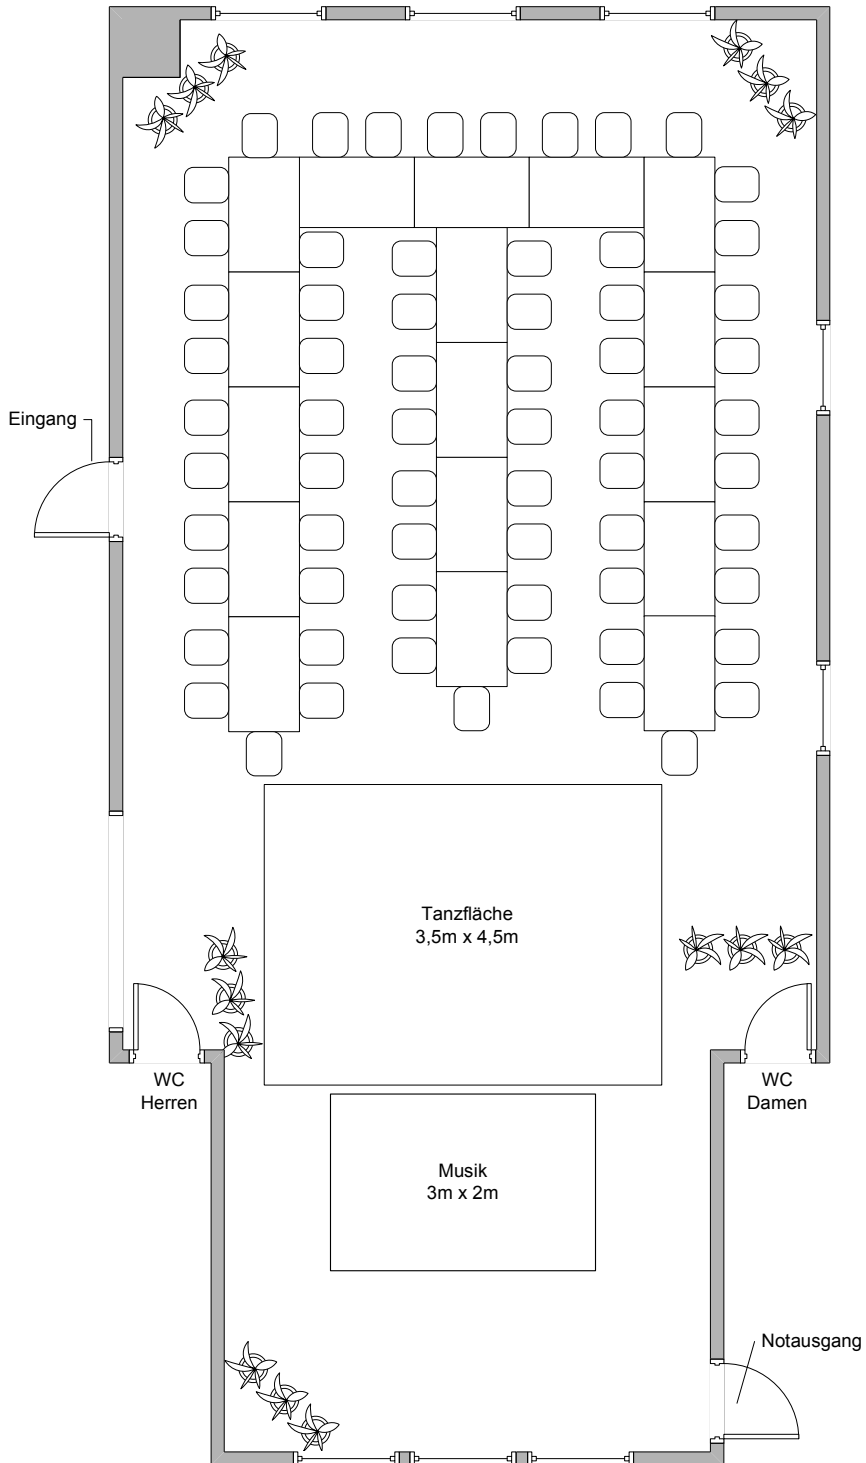 Eingang
Tanzfläche
3,5m x 4,5m
WC
Herren
WC
Damen
Musik
3m x 2m
Notausgang